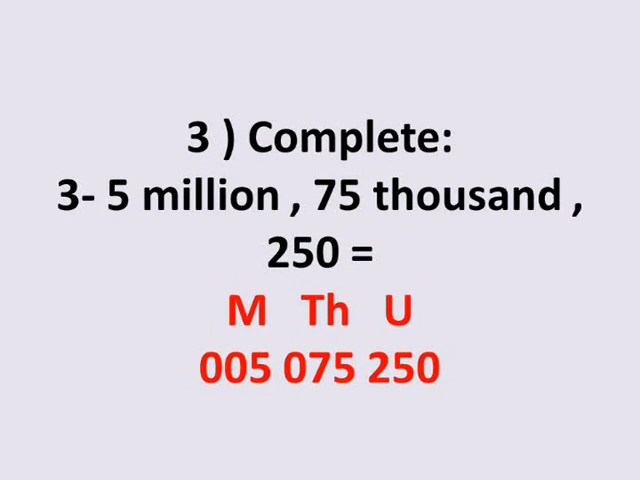 3 ) Complete:
3- 5 million , 75 thousand ,
250 =
M Th U
005 075 250